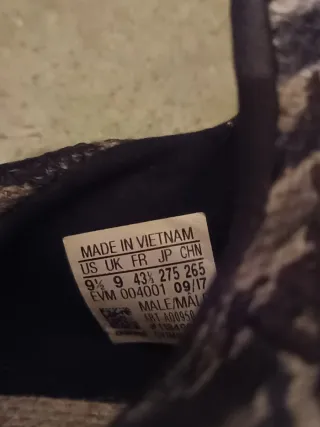 MADE IN VIETNAM
US UK FR JP CHN
9½ 9 43⅓ 275 265
EVM 004001 09/17
MALE/MALE